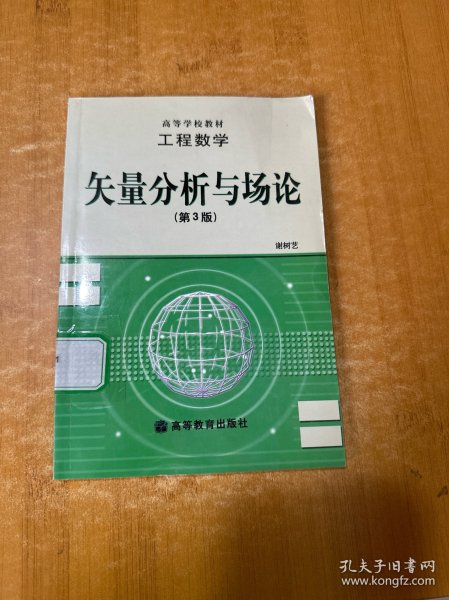 高等学校教材
工程数学
矢量分析与场论
(第3版)
谢树艺
高等教育出版社
孔夫子旧书网
www.kongfz.com